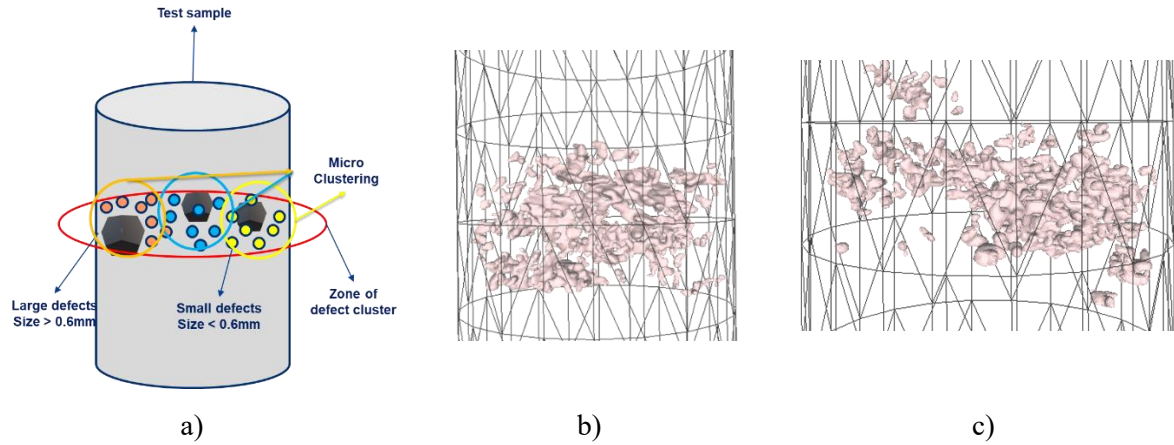 Test sample
Micro
Clustering
Large defects
Size > 0.6mm
Small defects
Size < 0.6mm
Zone of
defect cluster
a)
b)
c)